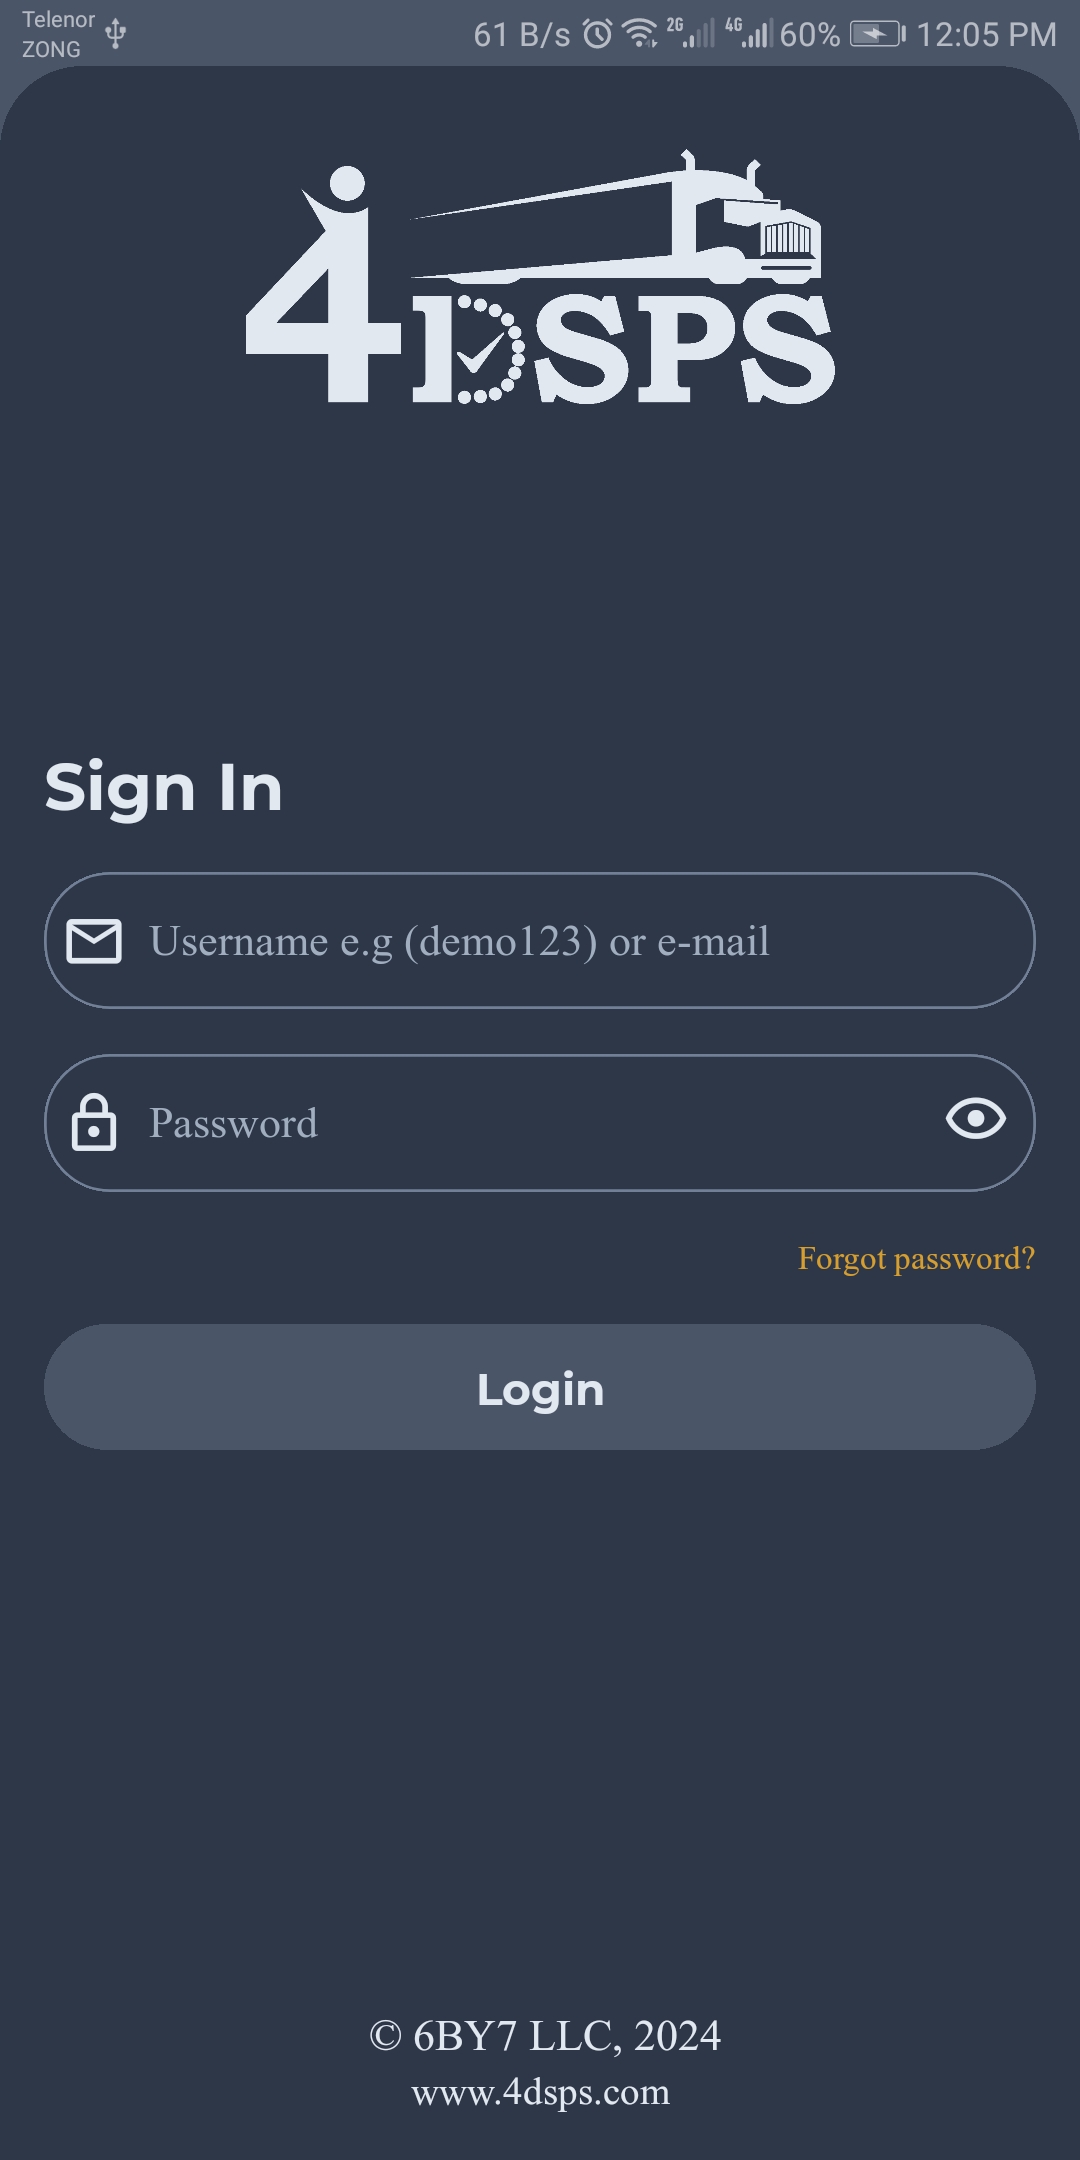 Telenor
ZONG
61 B/s 2G 4G 60% 12:05 PM
4DSPS
Sign In
Username e.g (demo123) or e-mail
Password
Forgot password?
Login
© 6BY7 LLC, 2024
www.4dsps.com